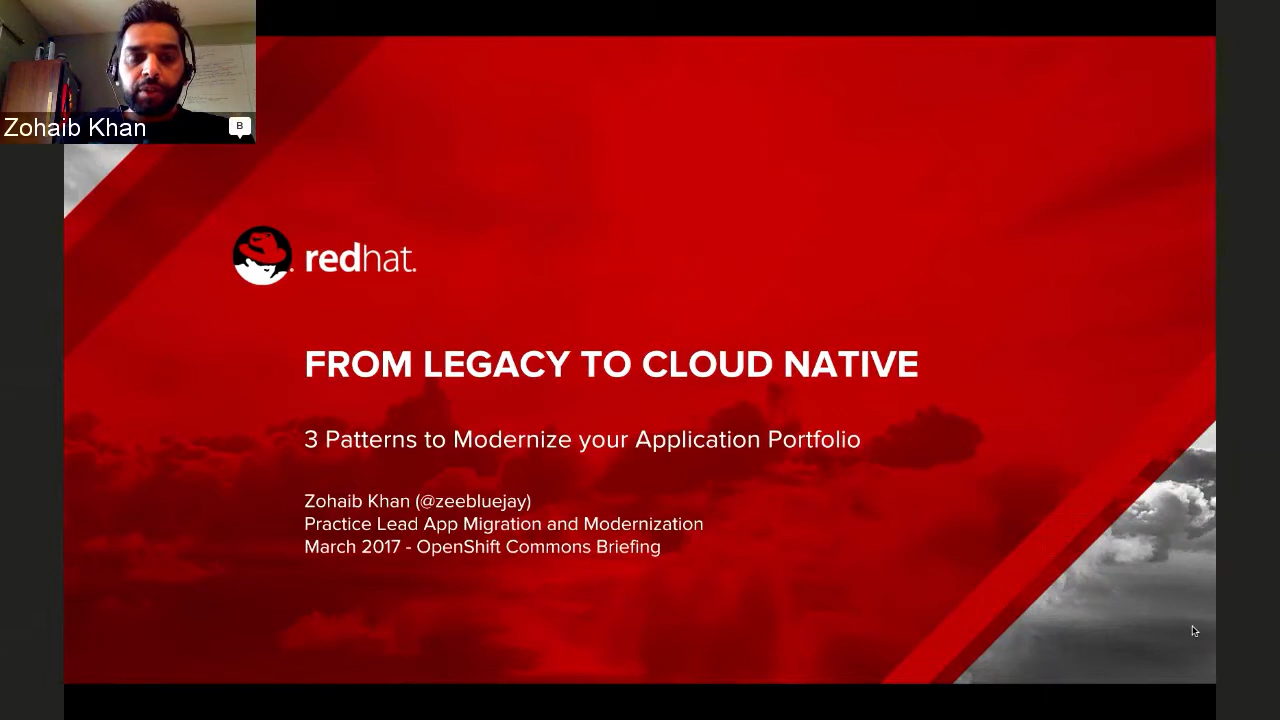 Zohaib Khan
B
redhat.
FROM LEGACY TO CLOUD NATIVE
3 Patterns to Modernize your Application Portfolio
Zohaib Khan (@zeebluejay)
Practice Lead App Migration and Modernization
March 2017 - OpenShift Commons Briefing